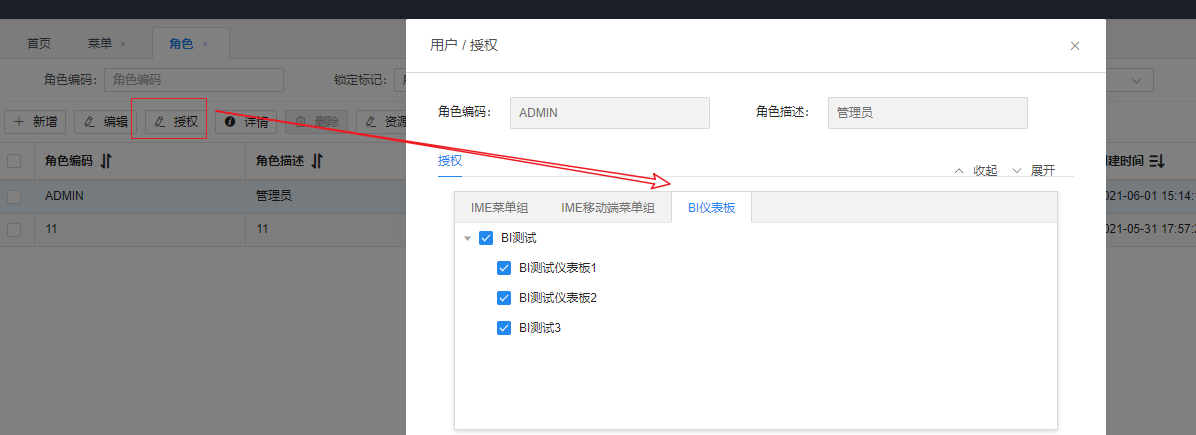 首页 菜单 × 角色 ×
用户 / 授权
角色编码: 角色编码 锁定标记:
角色编码: ADMIN 角色描述: 管理员
新增 编辑 授权 详情 删除 资源
授权 收起 展开
角色编码 角色描述 建时间
ADMIN 管理员 021-06-01 15:14:
11 11 021-05-31 17:57:2
IME菜单组 IME移动端菜单组 BI仪表板
BI测试
BI测试仪表板1
BI测试仪表板2
BI测试3